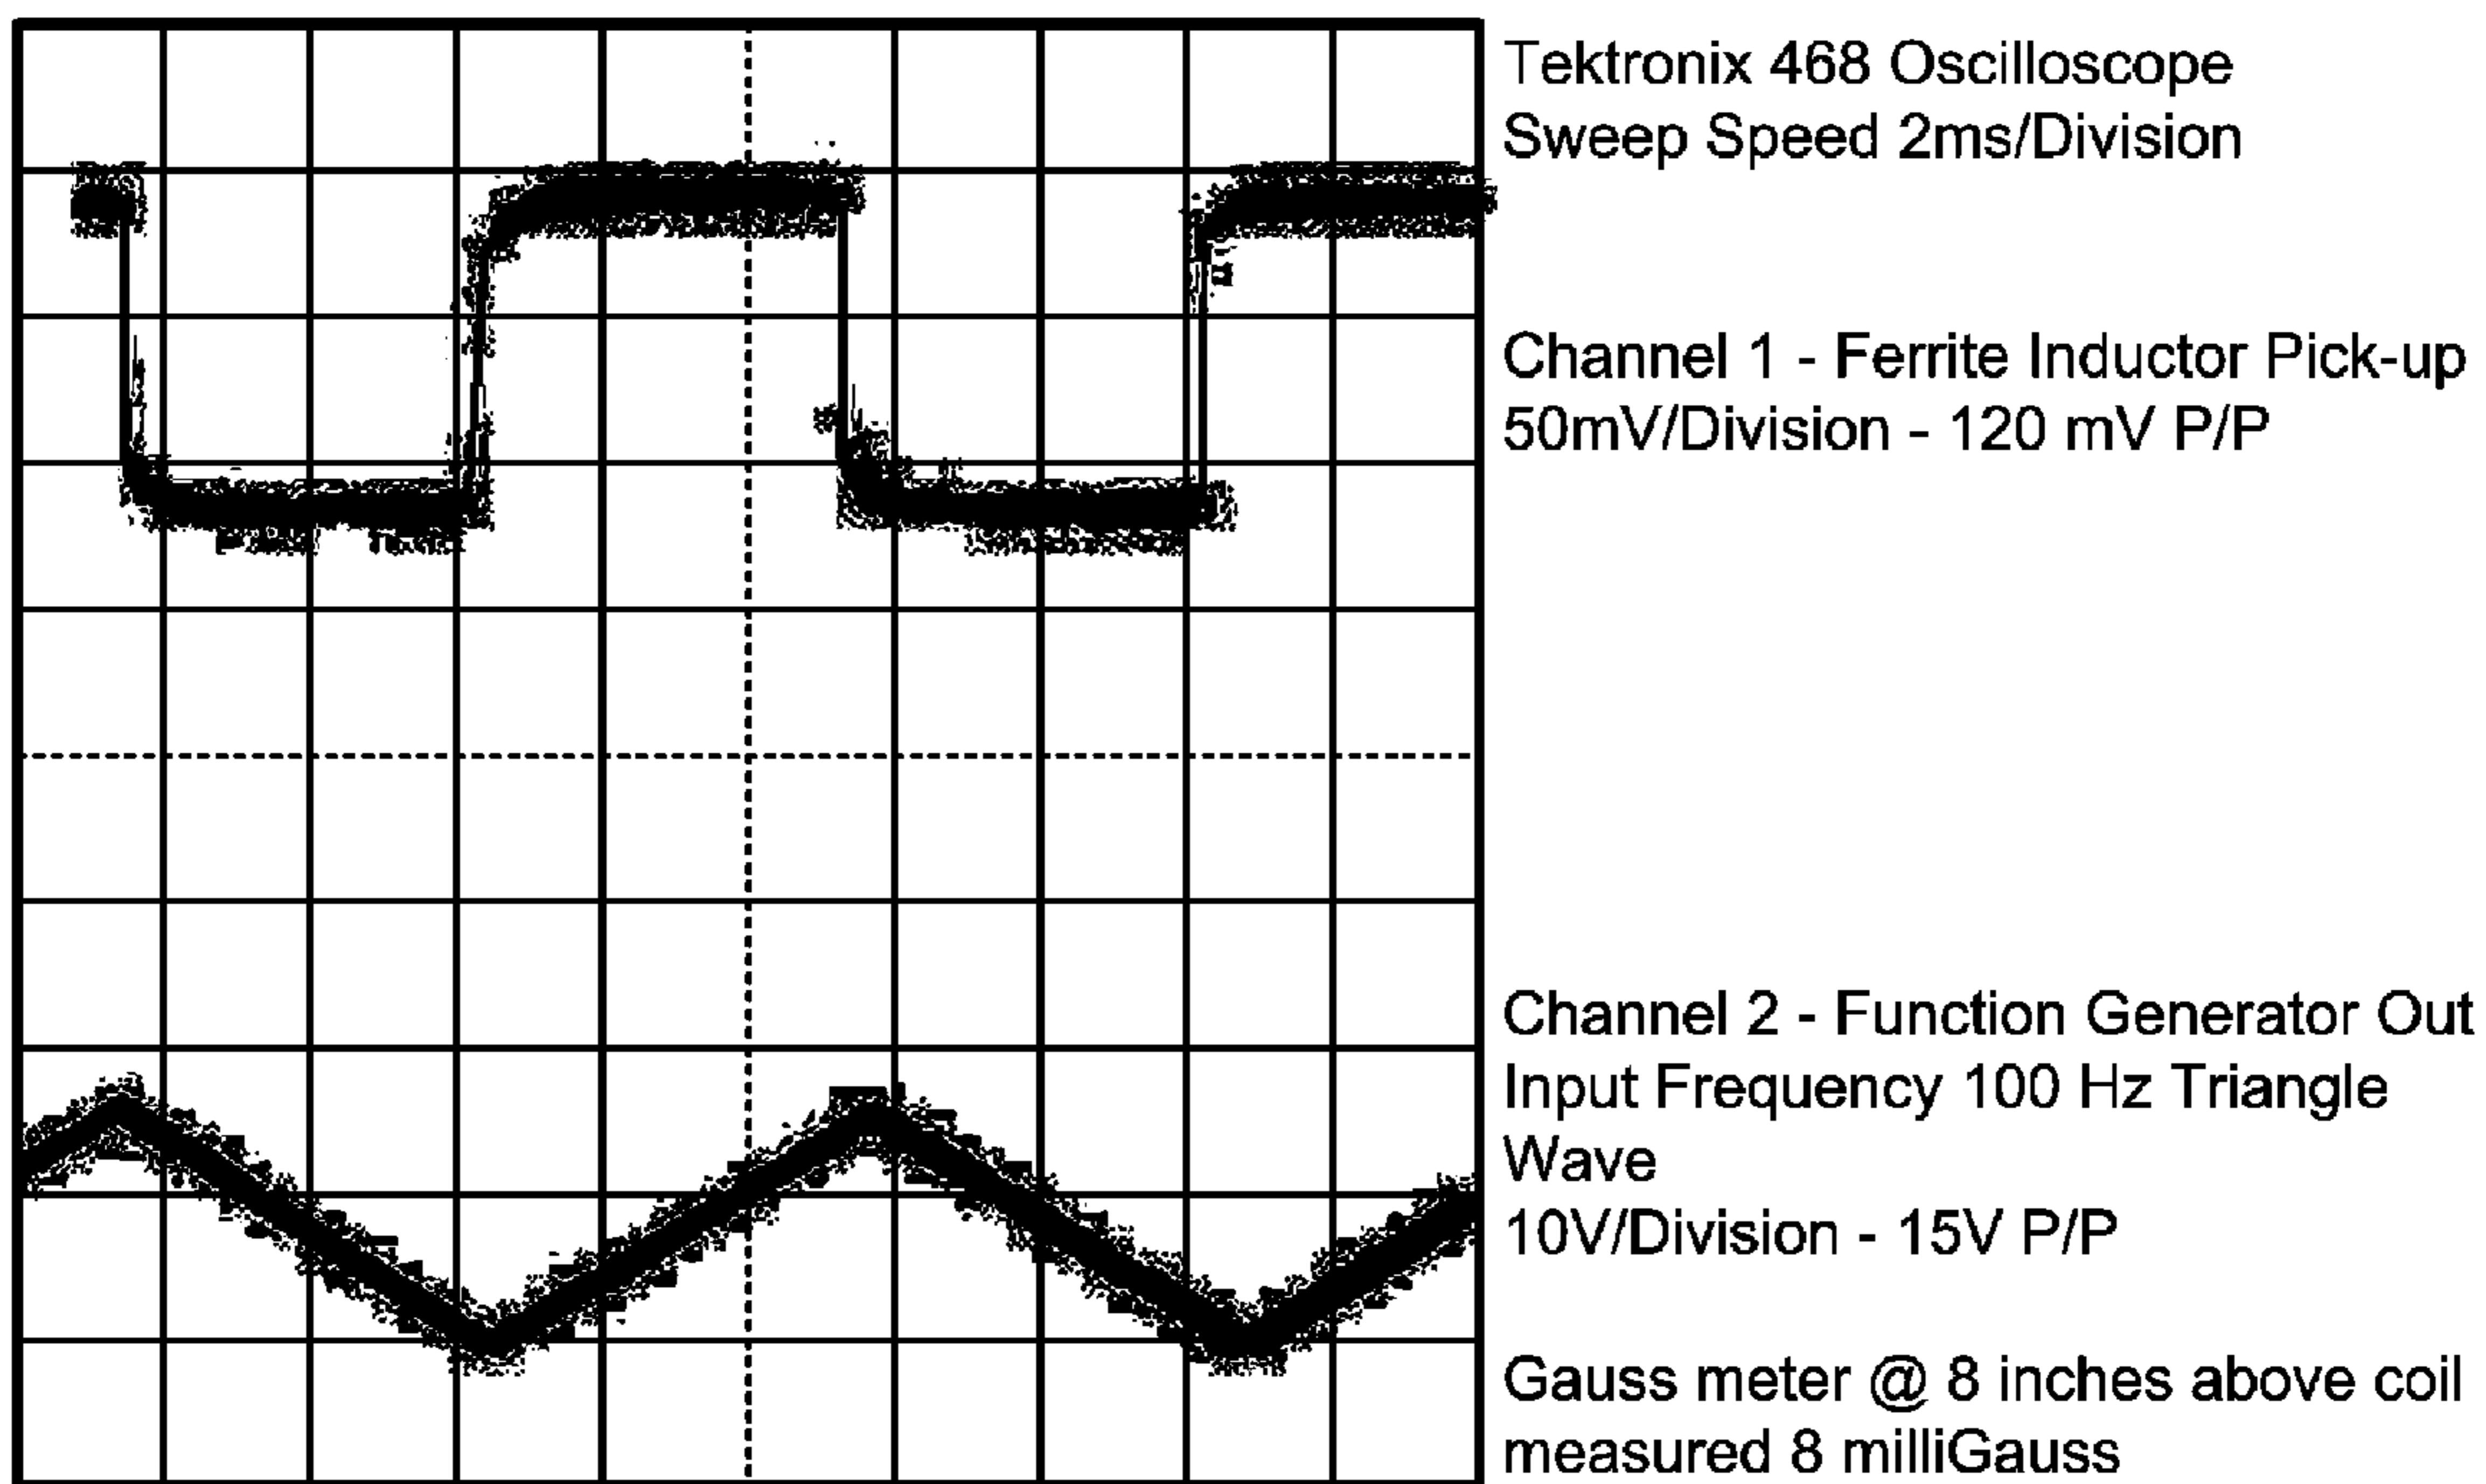 Tektronix 468 Oscilloscope
Sweep Speed 2ms/Division
Channel 1 - Ferrite Inductor Pick-up
50mV/Division - 120 mV P/P
Channel 2 - Function Generator Out
Input Frequency 100 Hz Triangle
Wave
10V/Division - 15V P/P
Gauss meter @ 8 inches above coil
measured 8 milliGauss